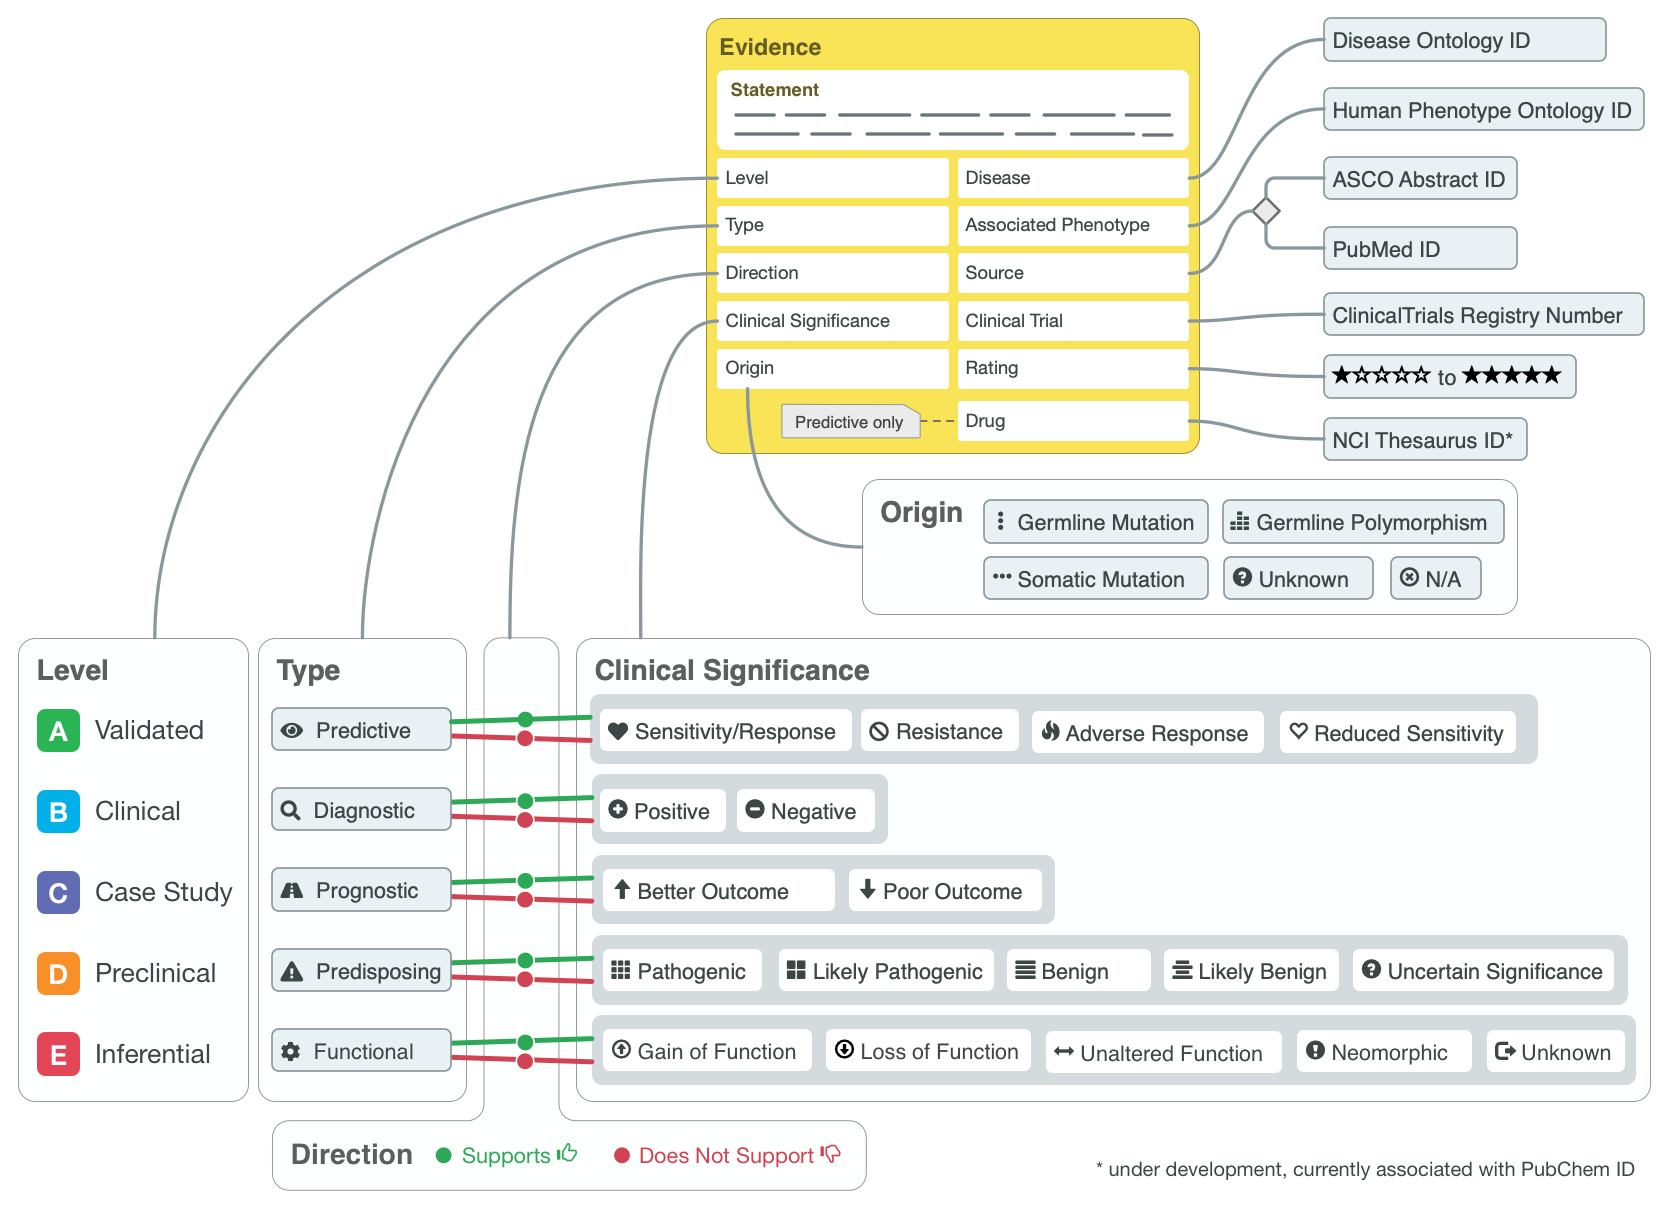 Evidence
Statement
Level
Disease
Type
Associated Phenotype
Direction
Source
Clinical Significance
Clinical Trial
Origin
Rating
Predictive only
Drug
Disease Ontology ID
Human Phenotype Ontology ID
ASCO Abstract ID
PubMed ID
ClinicalTrials Registry Number
★☆☆☆☆ to ★★★★★
NCI Thesaurus ID*
Origin
Germline Mutation
Germline Polymorphism
Somatic Mutation
Unknown
N/A
Level
A Validated
B Clinical
C Case Study
D Preclinical
E Inferential
Type
Predictive
Diagnostic
Prognostic
Predisposing
Functional
Clinical Significance
Sensitivity/Response
Resistance
Adverse Response
Reduced Sensitivity
Positive
Negative
Better Outcome
Poor Outcome
Pathogenic
Likely Pathogenic
Benign
Likely Benign
Uncertain Significance
Gain of Function
Loss of Function
Unaltered Function
Neomorphic
Unknown
Direction
Supports
Does Not Support
* under development, currently associated with PubChem ID